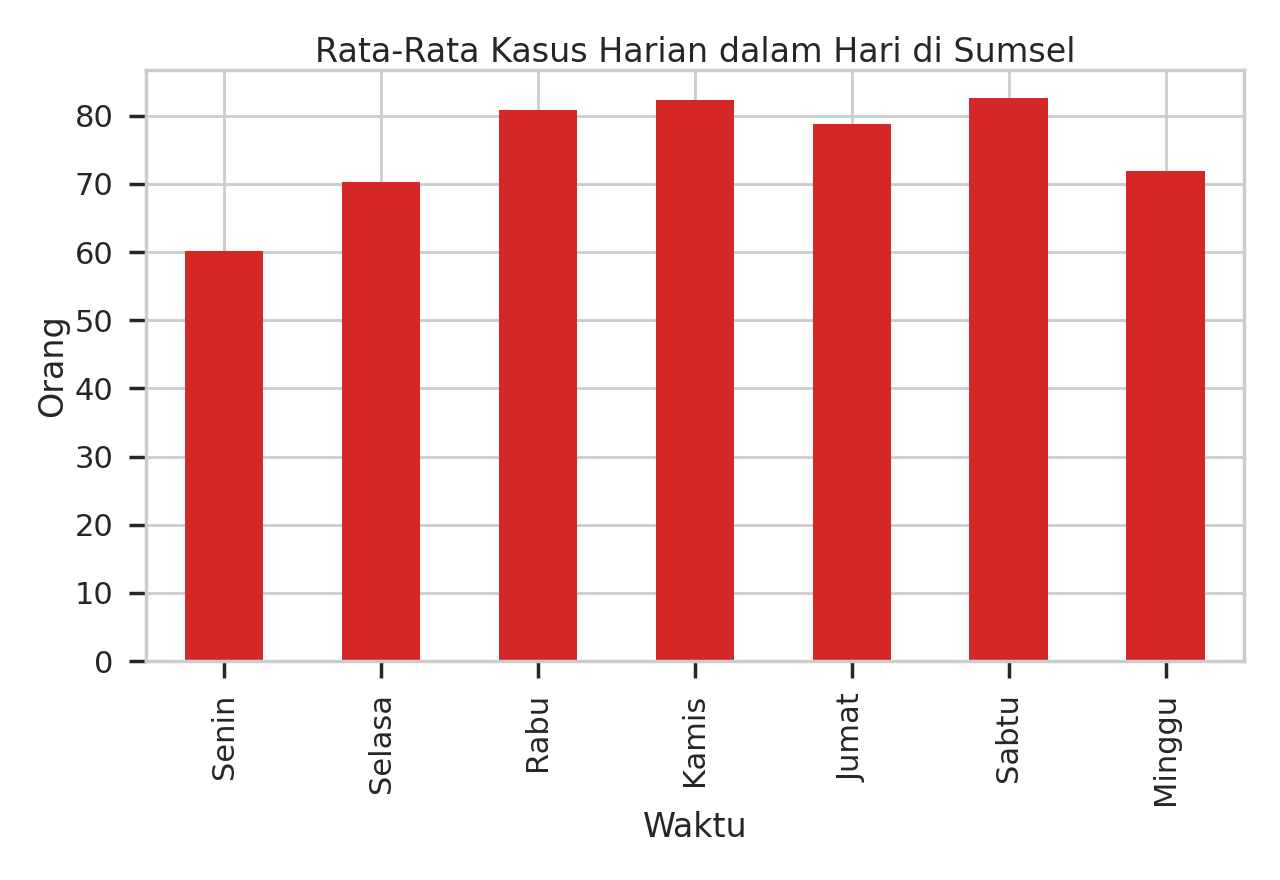 Rata-Rata Kasus Harian dalam Hari di Sumsel
Orang
80
70
60
50
40
30
20
10
0
Senin
Selasa
Rabu
Kamis
Jumat
Sabtu
Minggu
Waktu